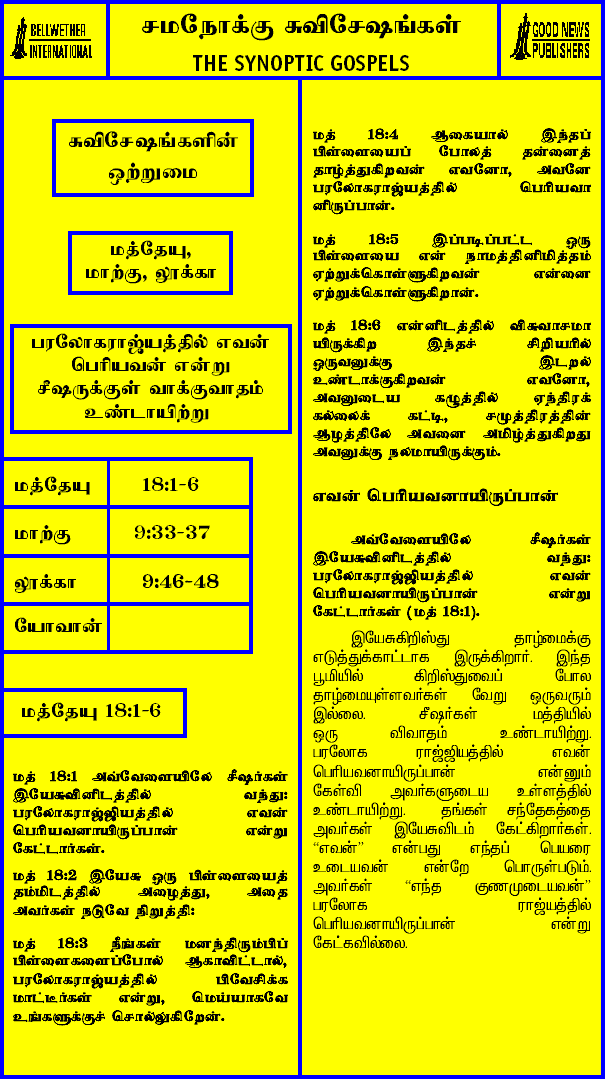 BELLWETHER
INTERNATIONAL
சமநோக்கு சுவிசேஷங்கள்
THE SYNOPTIC GOSPELS
GOOD NEWS
PUBLISHERS
சுவிசேஷங்களின்
ஒற்றுமை
மத்தேயு,
மாற்கு, லூக்கா
பரலோகராஜ்யத்தில் எவன்
பெரியவன் என்று
சீஷருக்குள் வாக்குவாதம்
உண்டாயிற்று
மத்தேயு 18:1-6
மாற்கு 9:33-37
லூக்கா 9:46-48
யோவான்
மத்தேயு 18:1-6
மத் 18:1 அவ்வேளையிலே சீஷர்கள்
இயேசுவினிடத்தில் வந்து:
பரலோகராஜ்ஜியத்தில் எவன்
பெரியவனாயிருப்பான் என்று
கேட்டார்கள்.
மத் 18:2 இயேசு ஒரு பிள்ளையைத்
தம்மிடத்தில் அழைத்து, அதை
அவர்கள் நடுவே நிறுத்தி:
மத் 18:3 நீங்கள் மனந்திரும்பிப்
பிள்ளைகளைப்போல் ஆகாவிட்டால்,
பரலோகராஜ்யத்தில் பிவேசிக்க
மாட்டீர்கள் என்று, மெய்யாகவே
உங்களுக்குச் சொல்லுகிறேன்.
மத் 18:4 ஆகையால் இந்தப்
பிள்ளையைப் போலத் தன்னைத்
தாழ்த்துகிறவன் எவனோ, அவனே
பரலோகராஜ்யத்தில் பெரியவா
னிருப்பான்.
மத் 18:5 இப்படிப்பட்ட ஒரு
பிள்ளையை என் நாமத்தினிமித்தம்
ஏற்றுக்கொள்ளுகிறவன் என்னை
ஏற்றுக்கொள்ளுகிறான்.
மத் 18:6 என்னிடத்தில் விசுவாசமா
யிருக்கிற இந்தச் சிறியரில்
ஒருவனுக்கு இடறல்
உண்டாக்குகிறவன் எவனோ,
அவனுடைய கழுத்தில் ஏந்திரக்
கல்லைக் கட்டி, சமுத்திரத்தின்
ஆழத்திலே அவனை அமிழ்த்துகிறது
அவனுக்கு நலமாயிருக்கும்.
எவன் பெரியவனாயிருப்பான்
அவ்வேளையிலே சீஷர்கள்
இயேசுவினிடத்தில் வந்து:
பரலோகராஜ்ஜியத்தில் எவன்
பெரியவனாயிருப்பான் என்று
கேட்டார்கள் (மத் 18:1).
இயேசுகிறிஸ்து தாழ்மைக்கு
எடுத்துக்காட்டாக இருக்கிறார். இந்த
பூமியில் கிறிஸ்துவைப் போல
தாழ்மையுள்ளவர்கள் வேறு ஒருவரும்
இல்லை. சீஷர்கள் மத்தியில்
ஒரு விவாதம் உண்டாயிற்று.
பரலோக ராஜ்ஜியத்தில் எவன்
பெரியவனாயிருப்பான் என்னும்
கேள்வி அவர்களுடைய உள்ளத்தில்
உண்டாயிற்று. தங்கள் சந்தேகத்தை
அவர்கள் இயேசுவிடம் கேட்கிறார்கள்.
“எவன்” என்பது எந்தப் பெயரை
உடையவன் என்றே பொருள்படும்.
அவர்கள் “எந்த குணமுடையவன்”
பரலோக ராஜ்யத்தில்
பெரியவனாயிருப்பான் என்று
கேட்கவில்லை.